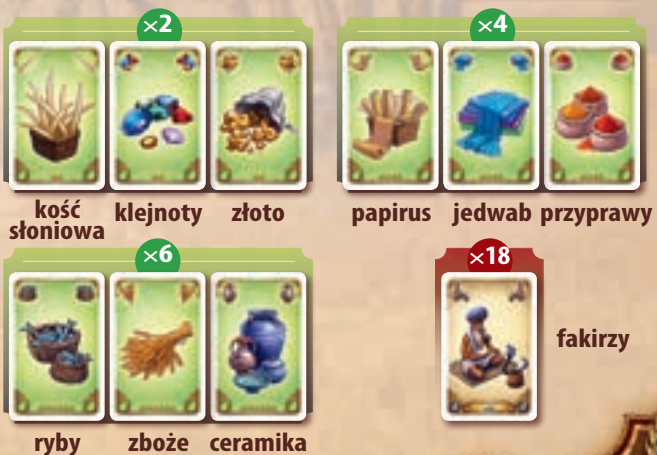 ×2
kość
słoniowa
klejnoty
złoto
×4
papirus
jedwab
przyprawy
×6
ryby
zboże
ceramika
×18
fakirzy